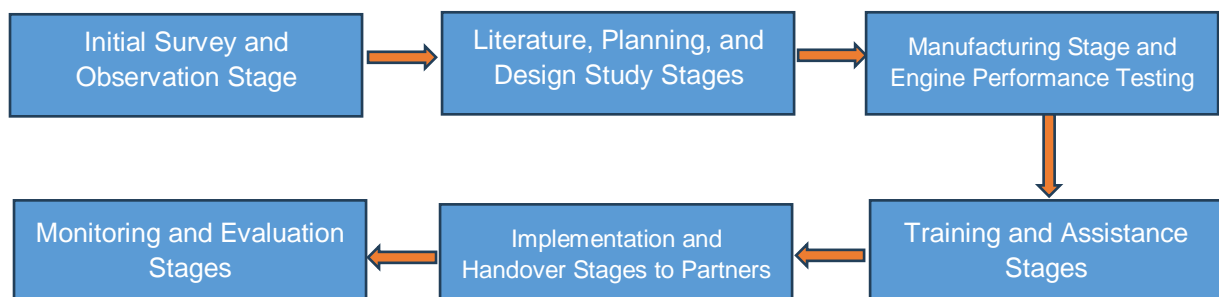 Initial Survey and
Observation Stage
Literature, Planning, and
Design Study Stages
Manufacturing Stage and
Engine Performance Testing
Training and Assistance
Stages
Implementation and
Handover Stages to Partners
Monitoring and Evaluation
Stages